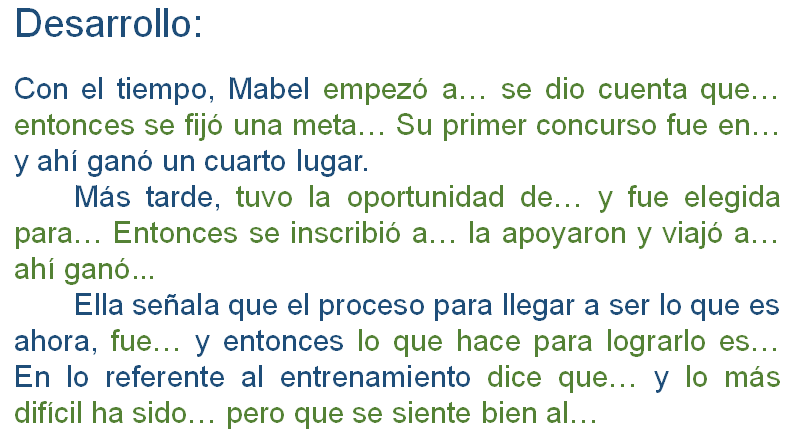 Desarrollo:
Con el tiempo, Mabel empezó a… se dio cuenta que…
entonces se fijó una meta… Su primer concurso fue en…
y ahí ganó un cuarto lugar.
Más tarde, tuvo la oportunidad de… y fue elegida
para… Entonces se inscribió a… la apoyaron y viajó a…
ahí ganó...
Ella señala que el proceso para llegar a ser lo que es
ahora, fue… y entonces lo que hace para lograrlo es…
En lo referente al entrenamiento dice que… y lo más
difícil ha sido… pero que se siente bien al…